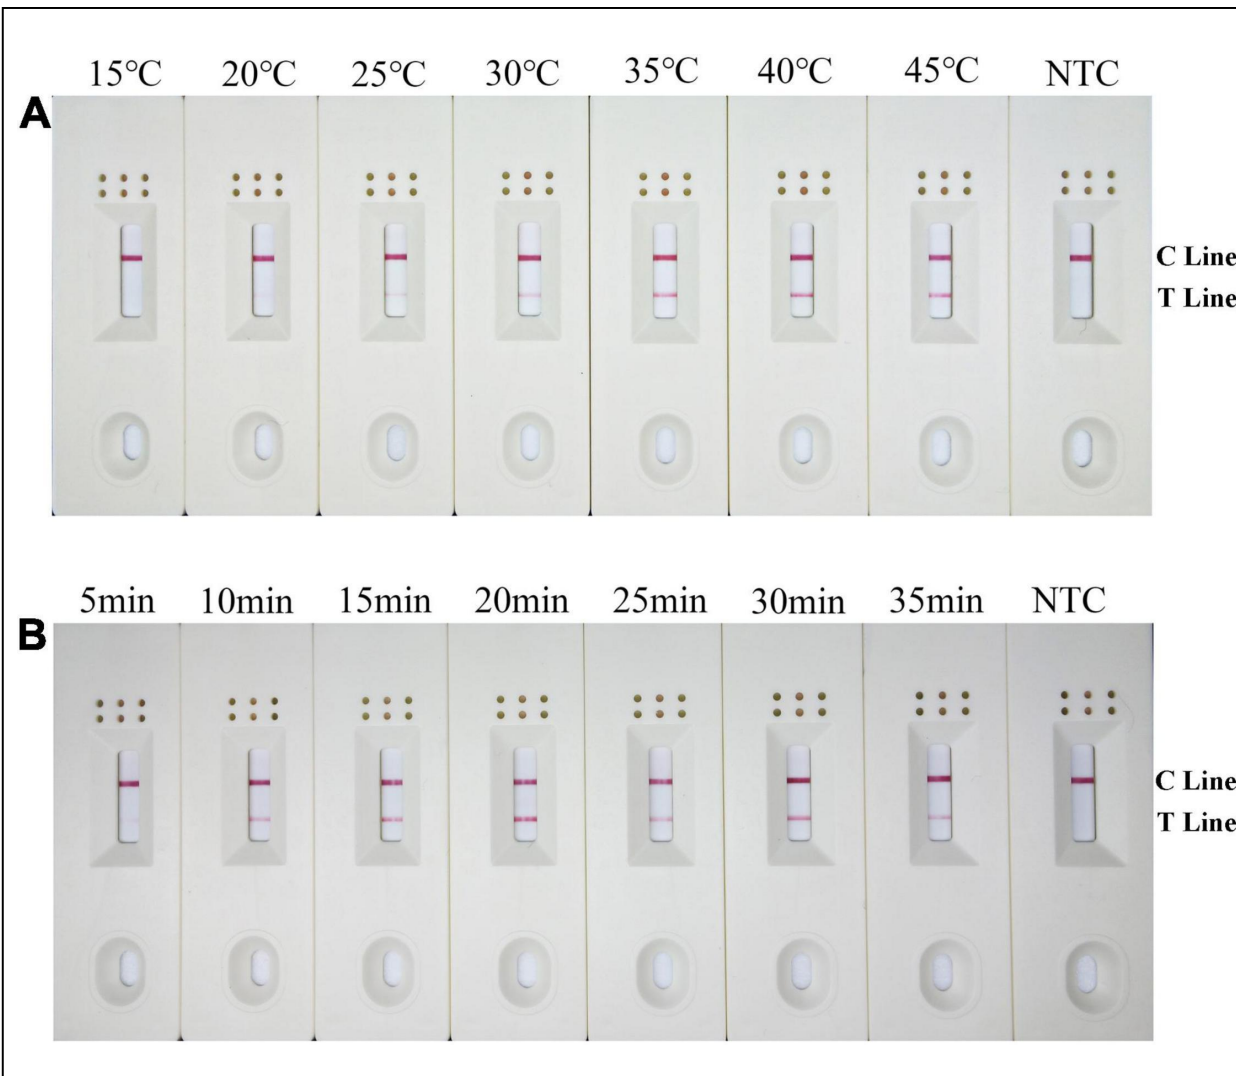 15℃ 20℃ 25℃ 30℃ 35℃ 40℃ 45℃ NTC
A
C Line
T Line
5min 10min 15min 20min 25min 30min 35min NTC
B
C Line
T Line